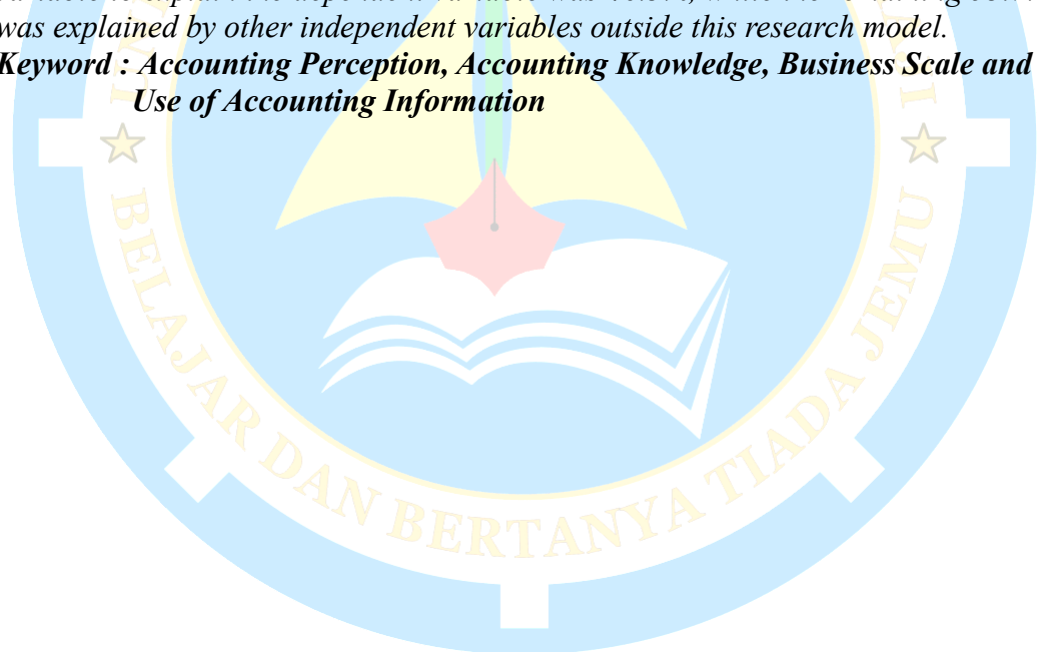 was explained by other independent variables outside this research model.
Keyword : Accounting Perception, Accounting Knowledge, Business Scale and
Use of Accounting Information
BELAJAR DAN BERTANYA TIADA JEMU